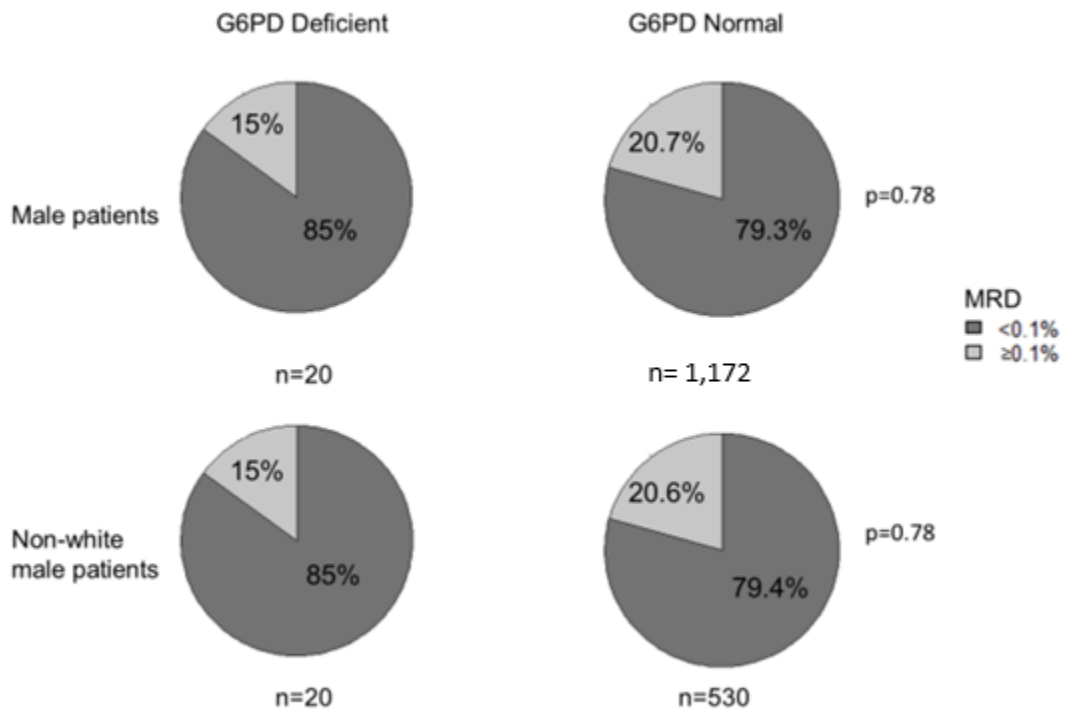 G6PD Deficient
G6PD Normal
15%
85%
20.7%
79.3%
Male patients
p=0.78
MRD
<0.1%
≥0.1%
n=20
n= 1,172
15%
85%
20.6%
79.4%
Non-white
male patients
p=0.78
n=20
n=530